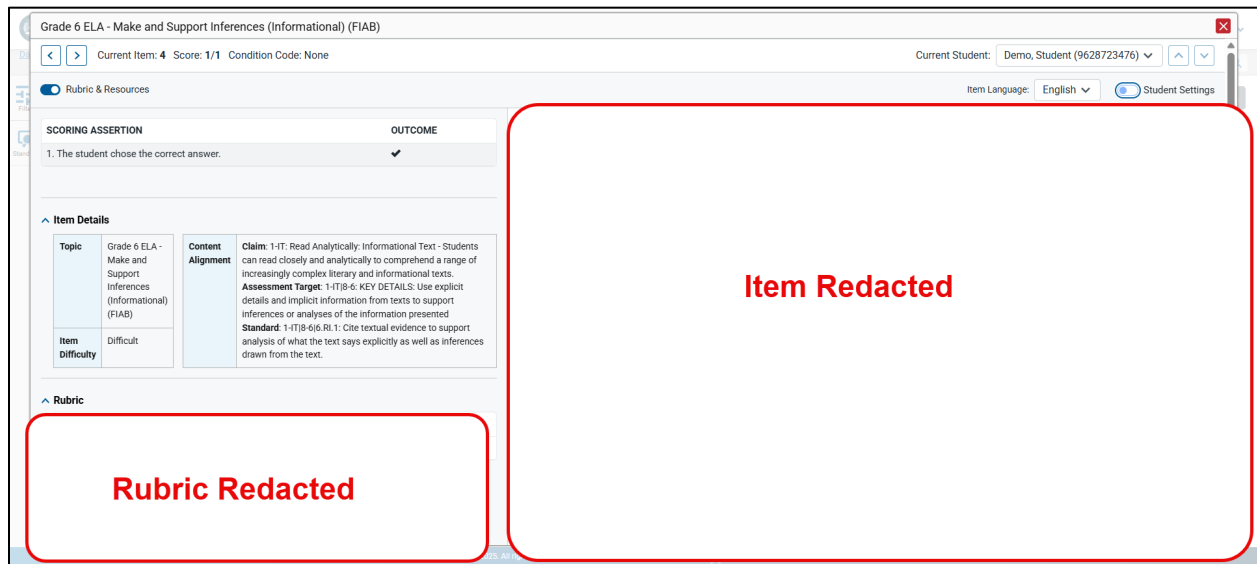 Grade 6 ELA - Make and Support Inferences (Informational) (FIAB)
Current Item: 4 Score: 1/1 Condition Code: None
Current Student: Demo, Student (9628723476)
Rubric & Resources
Item Language: English
Student Settings
SCORING ASSERTION OUTCOME
1. The student chose the correct answer.
Item Details
Topic
Grade 6 ELA -
Make and
Support
Inferences
(Informational)
(FIAB)
Item
Difficulty
Difficult
Content
Alignment
Claim: 1-IT: Read Analytically: Informational Text - Students
can read closely and analytically to comprehend a range of
increasingly complex literary and informational texts.
Assessment Target: 1-IT|8-6: KEY DETAILS: Use explicit
details and implicit information from texts to support
inferences or analyses of the information presented
Standard: 1-IT|8-6|6.RI.1: Cite textual evidence to support
analysis of what the text says explicitly as well as inferences
drawn from the text.
Rubric
Rubric Redacted
Item Redacted